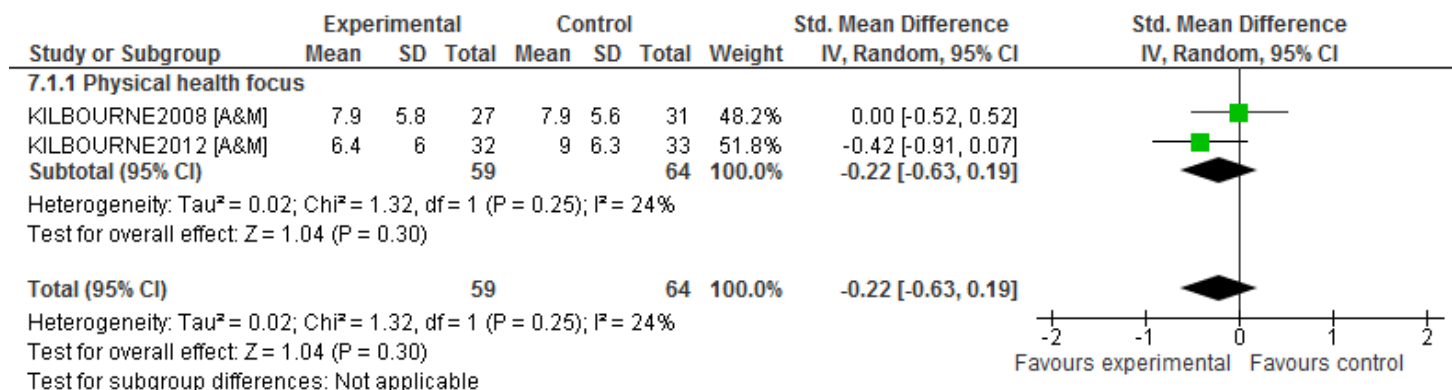 Experimental Control Std. Mean Difference Std. Mean Difference
Study or Subgroup Mean SD Total Mean SD Total Weight IV, Random, 95% CI IV, Random, 95% CI
7.1.1 Physical health focus
KILBOURNE2008 [A&M] 7.9 5.8 27 7.9 5.6 31 48.2% 0.00 [-0.52, 0.52]
KILBOURNE2012 [A&M] 6.4 6 32 9 6.3 33 51.8% -0.42 [-0.91, 0.07]
Subtotal (95% CI) 59 64 100.0% -0.22 [-0.63, 0.19]
Heterogeneity: Tau² = 0.02; Chi² = 1.32, df = 1 (P = 0.25); I² = 24%
Test for overall effect: Z = 1.04 (P = 0.30)
Total (95% CI) 59 64 100.0% -0.22 [-0.63, 0.19]
Heterogeneity: Tau² = 0.02; Chi² = 1.32, df = 1 (P = 0.25); I² = 24%
Test for overall effect: Z = 1.04 (P = 0.30)
Test for subgroup differences: Not applicable
-2 -1 0 1 2
Favours experimental Favours control